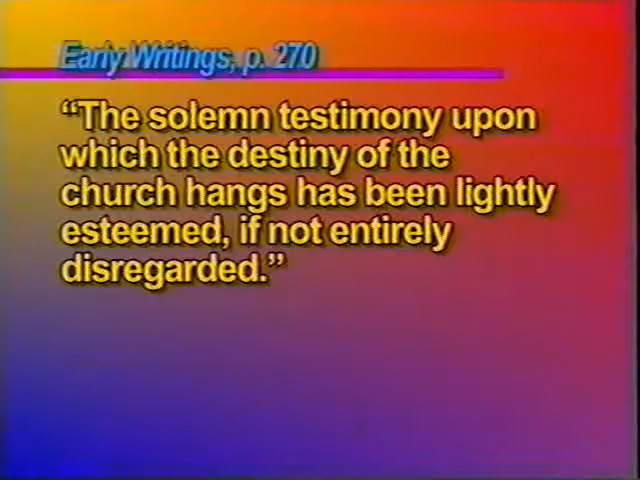 Early Writings, p. 270
“The solemn testimony upon
which the destiny of the
church hangs has been lightly
esteemed, if not entirely
disregarded.”